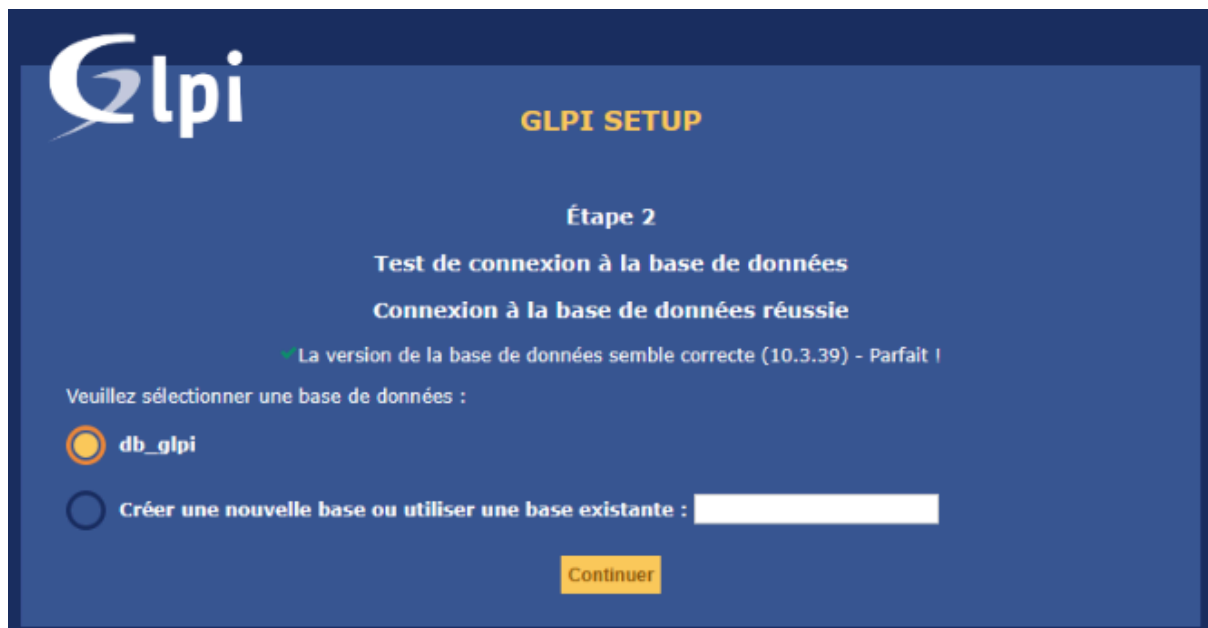 Glpi
GLPI SETUP
Étape 2
Test de connexion à la base de données
Connexion à la base de données réussie
La version de la base de données semble correcte (10.3.39) - Parfait !
Veuillez sélectionner une base de données :
db_glpi
Créer une nouvelle base ou utiliser une base existante :
Continuer